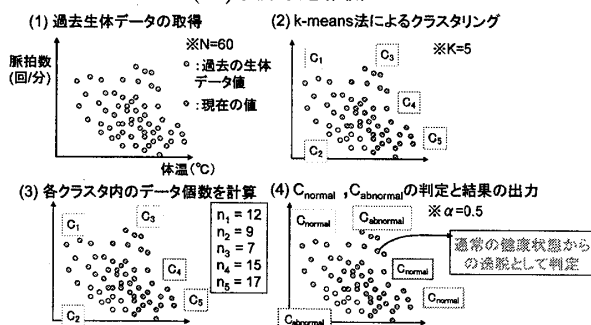 (1) 過去生体データの取得
脈拍数
(回/分)
※N=60
:過去の生体
データ値
:現在の値
体温(℃)
(2) k-means法によるクラスタリング
※K=5
C1
C3
C4
C5
C2
(3) 各クラスタ内のデータ個数を計算
C1
C3
C4
C5
C2
n1 = 12
n2 = 9
n3 = 7
n4 = 15
n5 = 17
(4) Cnormal ,Cabnormalの判定と結果の出力
※ α=0.5
Cnormal
Cabnormal
通常の健康状態から
の逸脱として判定
Cnormal
Cnormal
Cabnormal